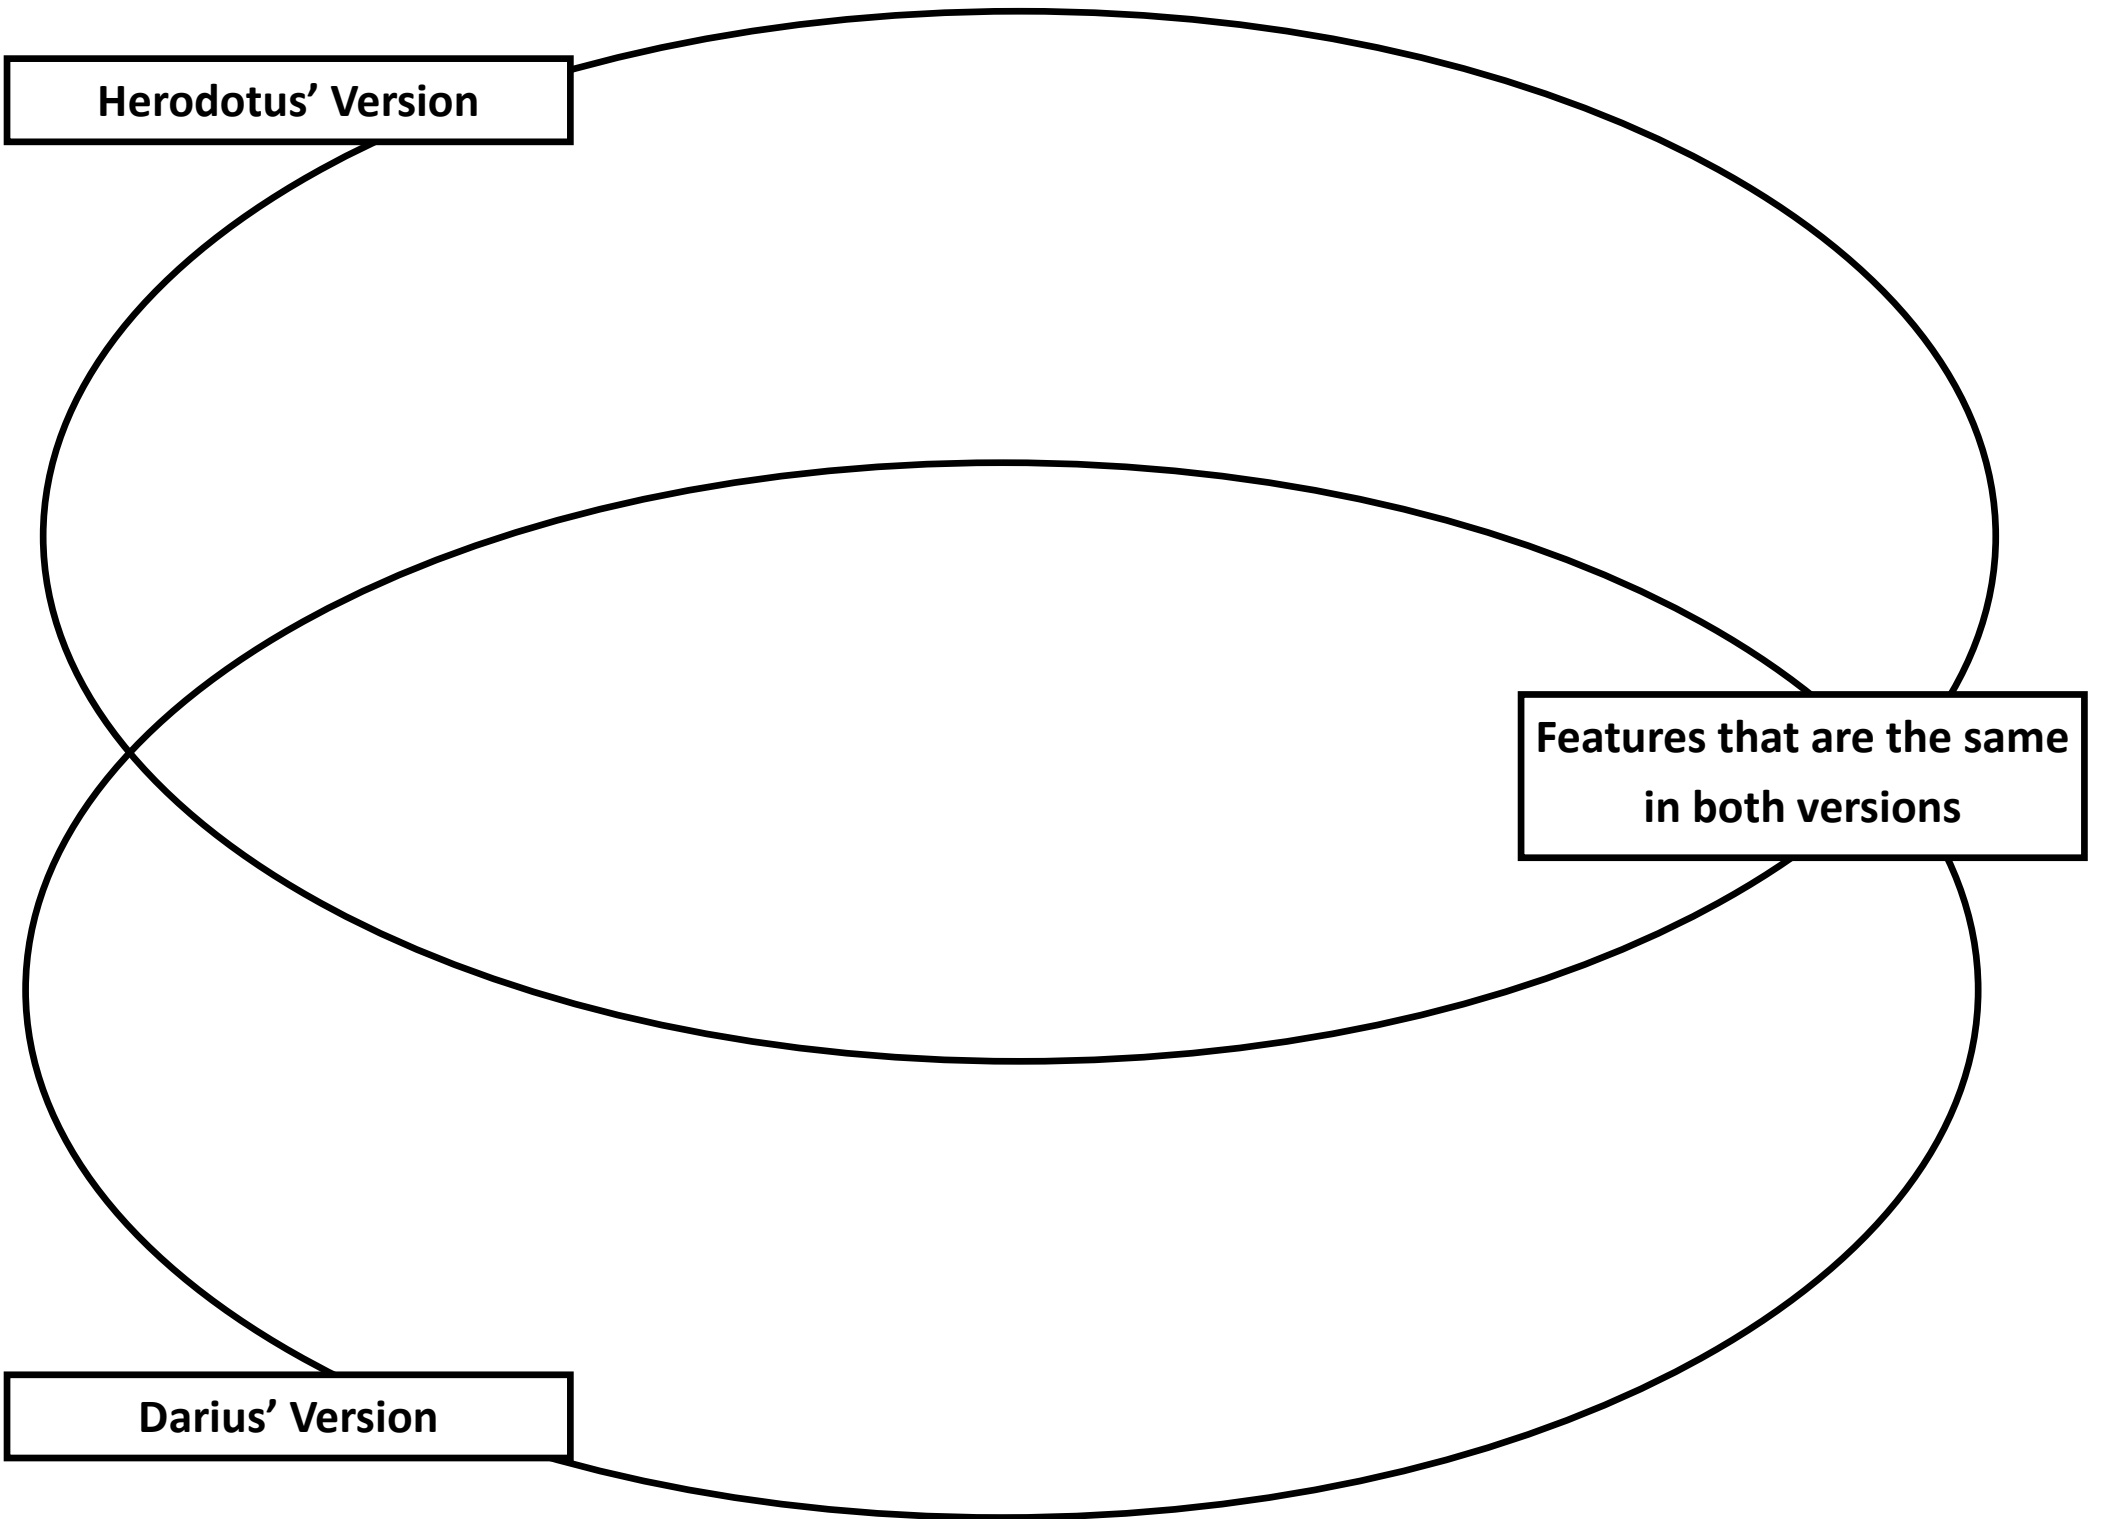 Herodotus’ Version
Features that are the same
in both versions
Darius’ Version